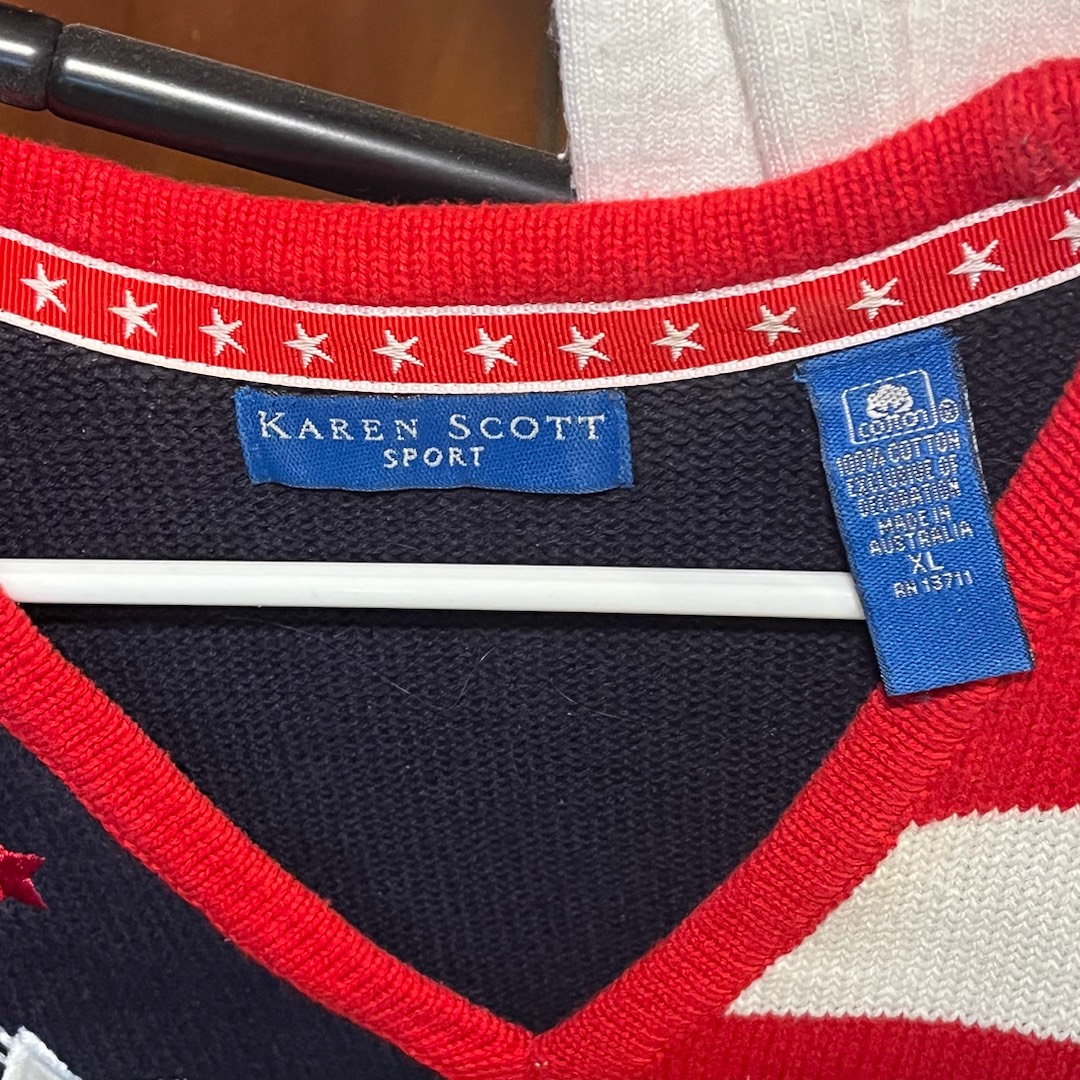 KAREN SCOTT
SPORT
COTTON ©
100% COTTON
EXCLUSIVE OF
DECORATION
MADE IN
AUSTRALIA
XL
RN 13711